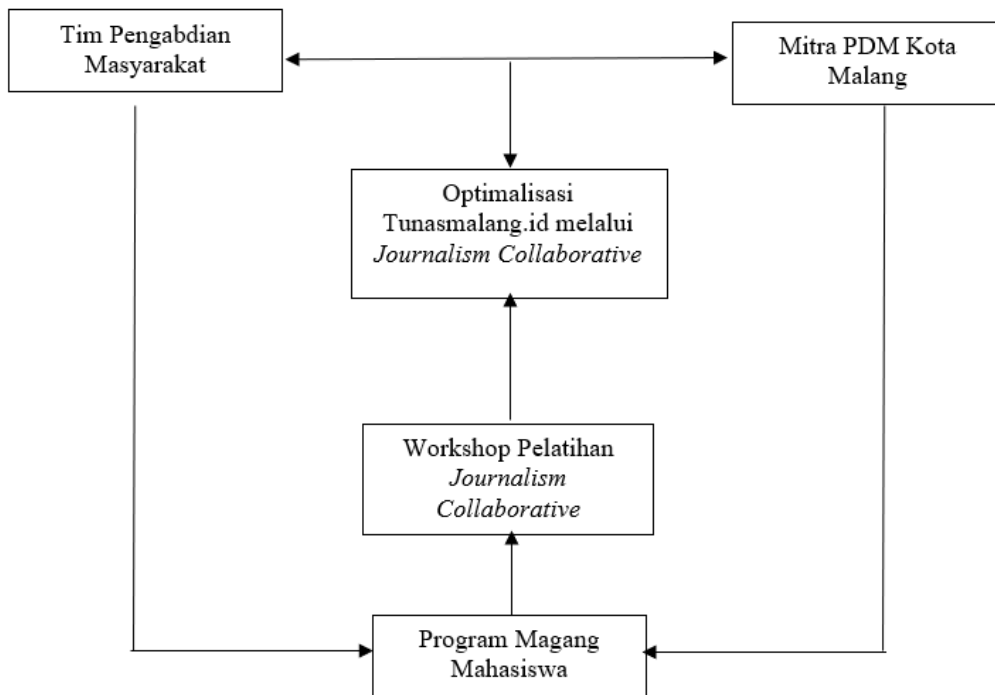 Tim Pengabdian
Masyarakat
Mitra PDM Kota
Malang
Optimalisasi
Tunasmalang.id melalui
Journalism Collaborative
Workshop Pelatihan
Journalism
Collaborative
Program Magang
Mahasiswa